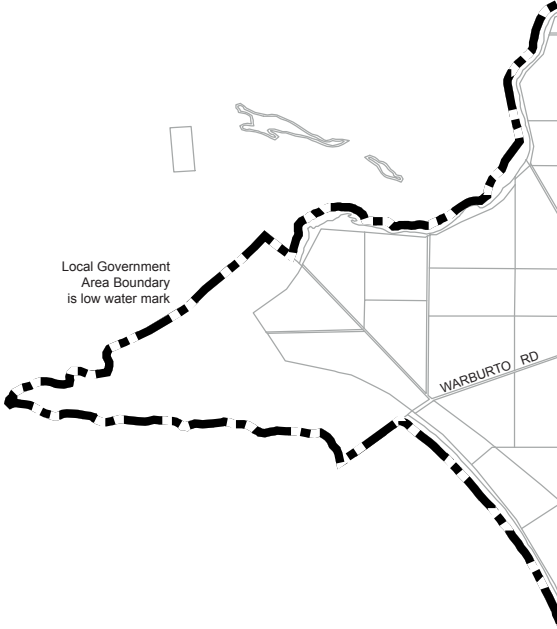 Local Government
Area Boundary
is low water mark
WARBURTO RD